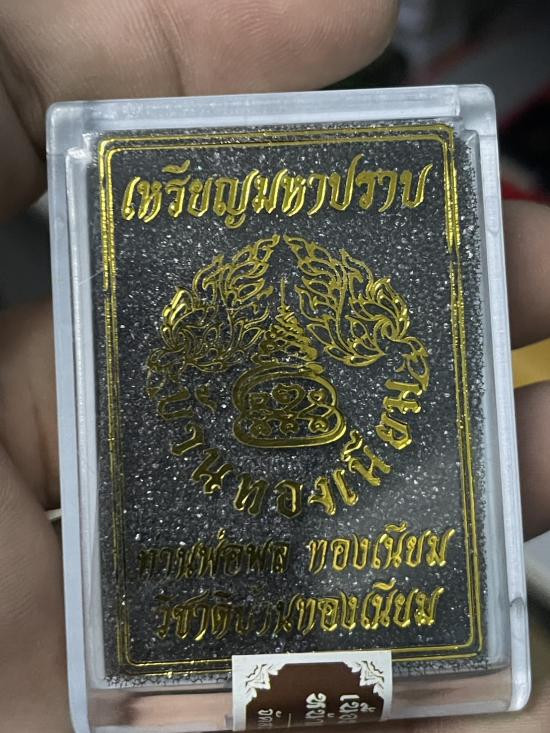 เหรียญมหาปราบ
บ้านทองเนียม
ท่านพ่อพล ทองเนียม
วิชาดีบ้านทองเนียม